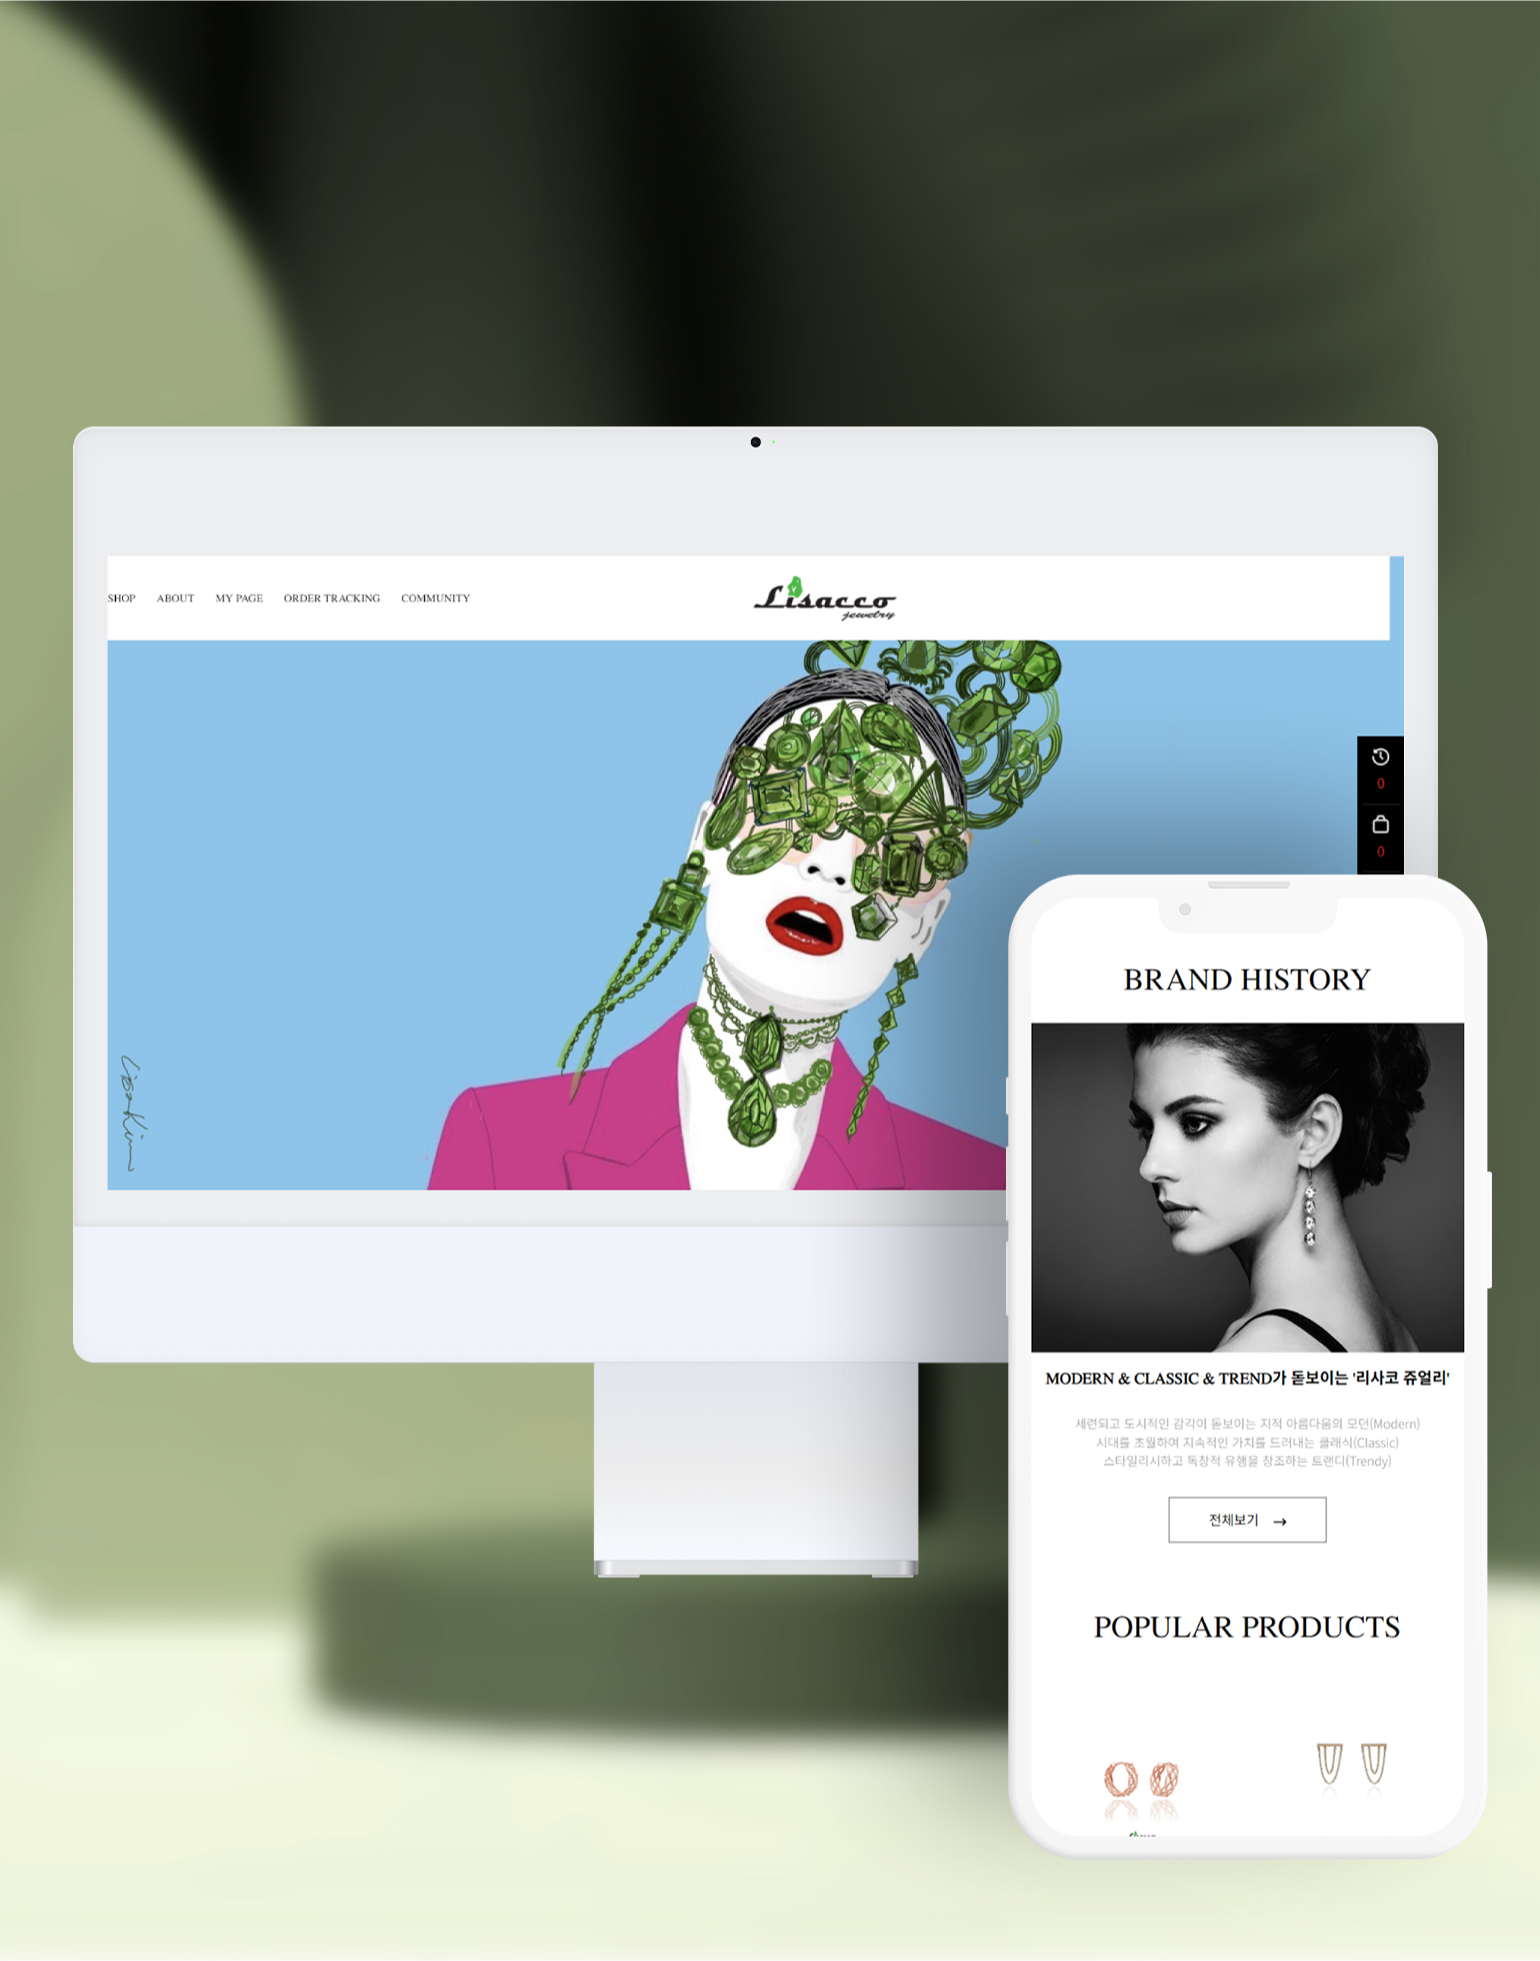 SHOP ABOUT MY PAGE ORDER TRACKING COMMUNITY
Lisacco
jewelry
0
0
Lisa Kim
BRAND HISTORY
MODERN & CLASSIC & TREND가 돋보이는 '리사코 쥬얼리'
세련되고 도시적인 감각이 돋보이는 지적 아름다움의 모던(Modern)
시대를 초월하여 지속적인 가치를 드러내는 클래식(Classic)
스타일리시하고 독창적 유행을 창조하는 트랜디(Trendy)
전체보기 →
POPULAR PRODUCTS